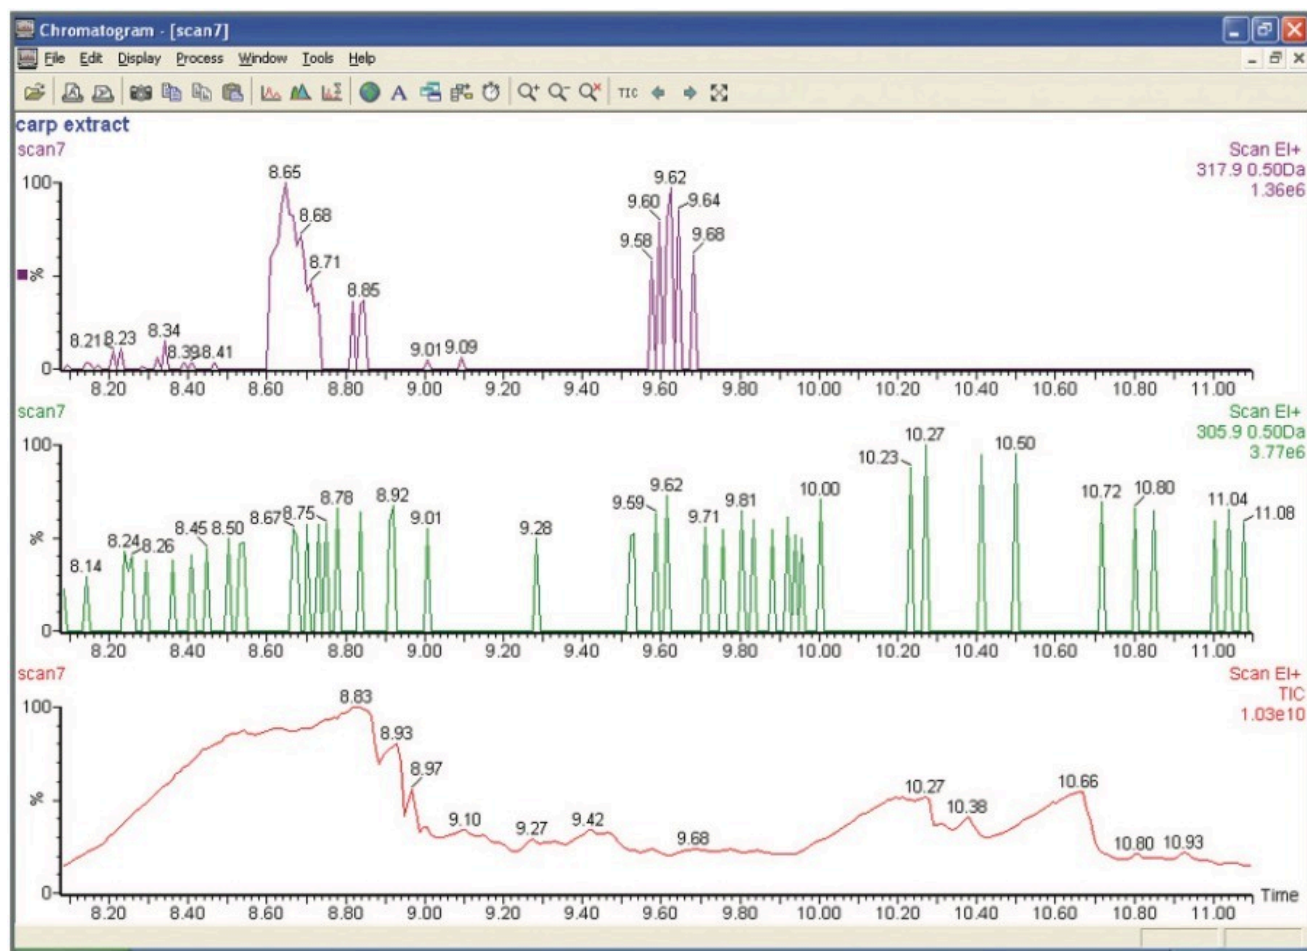 Chromatogram - [scan7]
File Edit Display Process Window Tools Help
TIC
carp extract
scan7
Scan EI+
317.9 0.50Da
1.36e6
100
%
0
8.21 8.23 8.34 8.39 8.41 8.65 8.68 8.71 8.85 9.01 9.09 9.58 9.60 9.62 9.64 9.68
8.20 8.40 8.60 8.80 9.00 9.20 9.40 9.60 9.80 10.00 10.20 10.40 10.60 10.80 11.00
scan7
Scan EI+
305.9 0.50Da
3.77e6
100
%
0
8.14 8.24 8.26 8.45 8.50 8.67 8.75 8.78 8.92 9.01 9.28 9.59 9.62 9.71 9.81 10.00 10.23 10.27 10.50 10.72 10.80 11.04 11.08
8.20 8.40 8.60 8.80 9.00 9.20 9.40 9.60 9.80 10.00 10.20 10.40 10.60 10.80 11.00
scan7
Scan EI+
TIC
1.03e10
100
%
0
8.83 8.93 8.97 9.10 9.27 9.42 9.68 10.27 10.38 10.66 10.80 10.93
Time
8.20 8.40 8.60 8.80 9.00 9.20 9.40 9.60 9.80 10.00 10.20 10.40 10.60 10.80 11.00